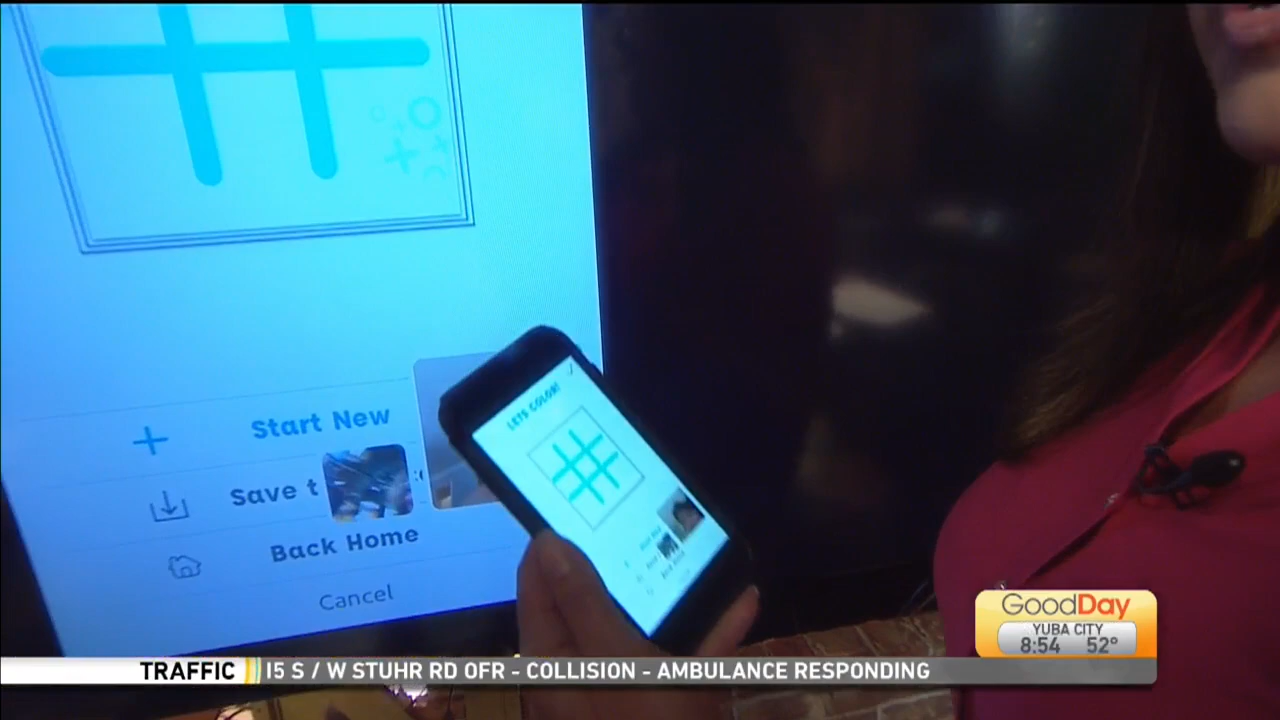 Start New
Save t
Back Home
Cancel
LETS COLOR!
GoodDay
YUBA CITY
8:54 52°
TRAFFIC I5 S / W STUHR RD OFR - COLLISION - AMBULANCE RESPONDING